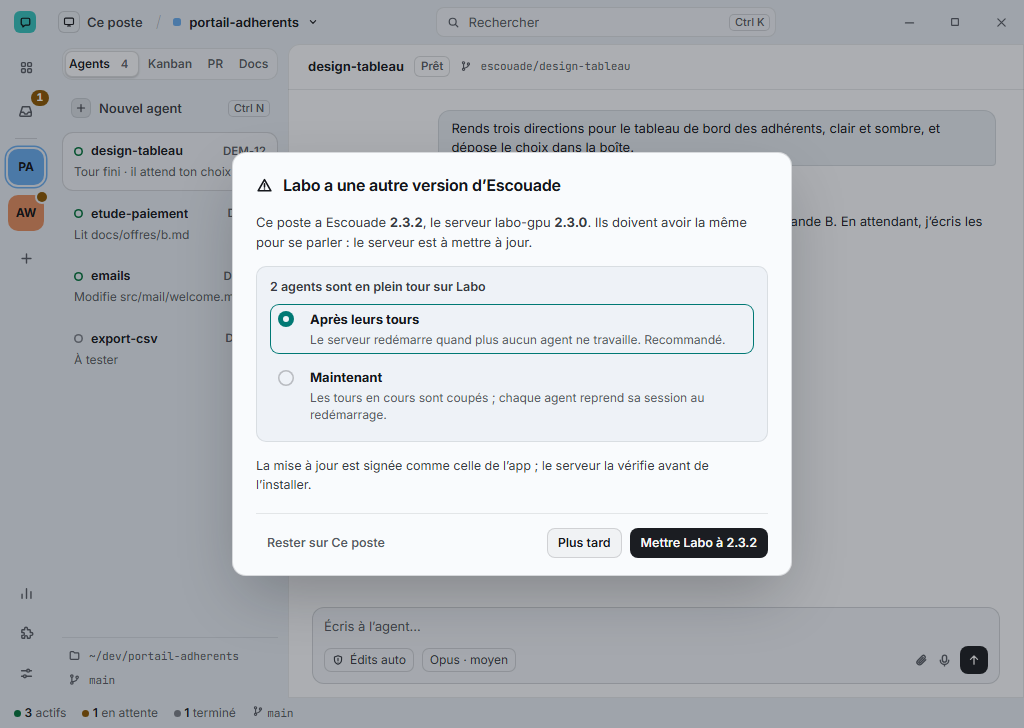 Ce poste / portail-adherents
Rechercher
Ctrl K
Agents 4
Kanban
PR
Docs
design-tableau
Prêt
escouade/design-tableau
1
Nouvel agent
Ctrl N
Rends trois directions pour le tableau de bord des adhérents, clair et sombre, et
dépose le choix dans la boîte.
PA
design-tableau
DEM-12
Tour fini · il attend ton choix
AW
etude-paiement
Lit docs/offres/b.md
emails
Modifie src/mail/welcome.m
export-csv
À tester
B. En attendant, j’écris les
Labo a une autre version d’Escouade
Ce poste a Escouade 2.3.2, le serveur labo-gpu 2.3.0. Ils doivent avoir la même
pour se parler : le serveur est à mettre à jour.
2 agents sont en plein tour sur Labo
Après leurs tours
Le serveur redémarre quand plus aucun agent ne travaille. Recommandé.
Maintenant
Les tours en cours sont coupés ; chaque agent reprend sa session au
redémarrage.
La mise à jour est signée comme celle de l’app ; le serveur la vérifie avant de
l’installer.
Rester sur Ce poste
Plus tard
Mettre Labo à 2.3.2
Écris à l’agent…
Édits auto
Opus · moyen
~/dev/portail-adherents
main
3 actifs
1 en attente
1 terminé
main